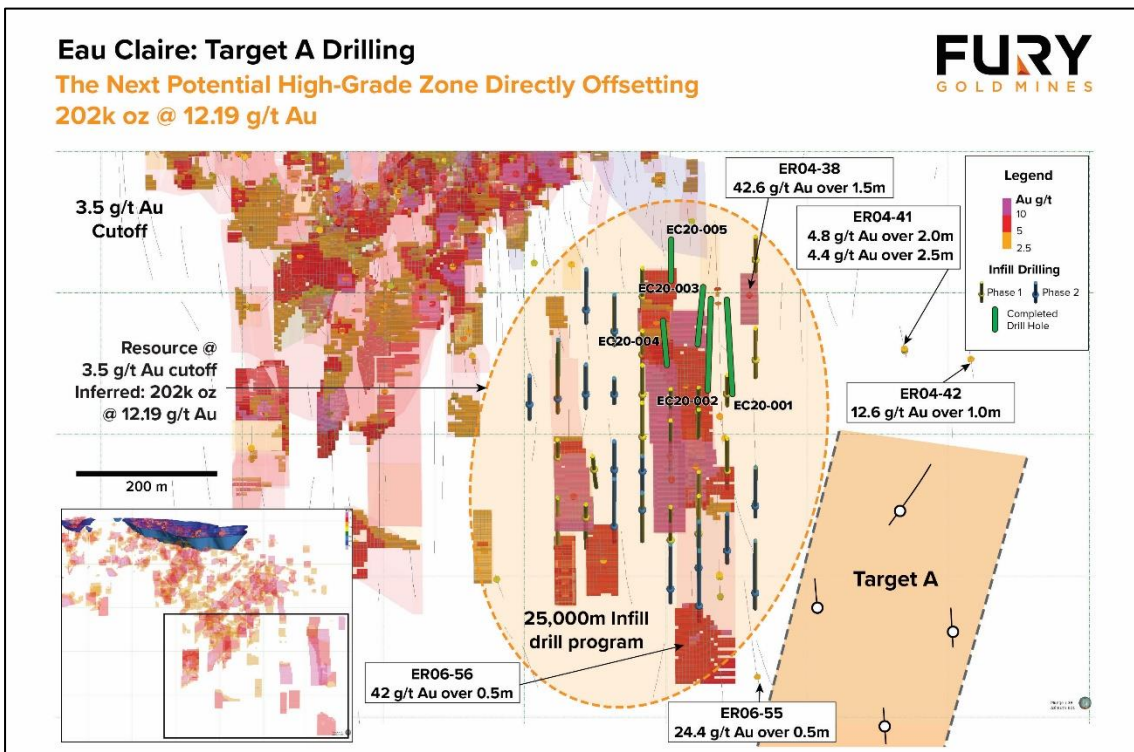 Eau Claire: Target A Drilling
The Next Potential High-Grade Zone Directly Offsetting
202k oz @ 12.19 g/t Au
FURY
GOLD MINES
3.5 g/t Au
Cutoff
Resource @
3.5 g/t Au cutoff
Inferred: 202k oz
@ 12.19 g/t Au
200 m
EC20-005
EC20-003
EC20-004
EC20-002
EC20-001
ER04-38
42.6 g/t Au over 1.5m
ER04-41
4.8 g/t Au over 2.0m
4.4 g/t Au over 2.5m
Legend
Au g/t
10
5
2.5
Infill Drilling
Phase 1
Phase 2
Completed
Drill Hole
ER04-42
12.6 g/t Au over 1.0m
Target A
25,000m Infill
drill program
ER06-56
42 g/t Au over 0.5m
ER06-55
24.4 g/t Au over 0.5m